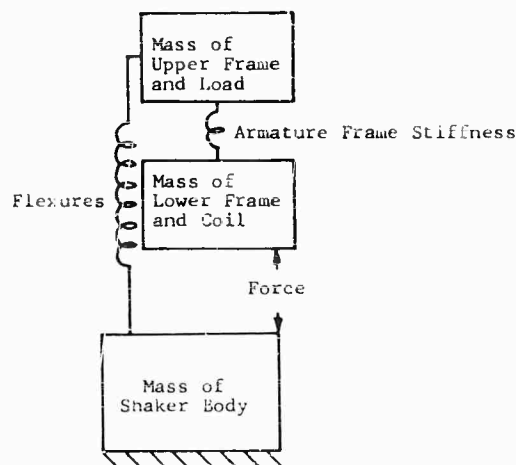 Mass of
Upper Frame
and Load
Armature Frame Stiffness
Mass of
Lower Frame
and Coil
Flexures
Force
Mass of
Shaker Body